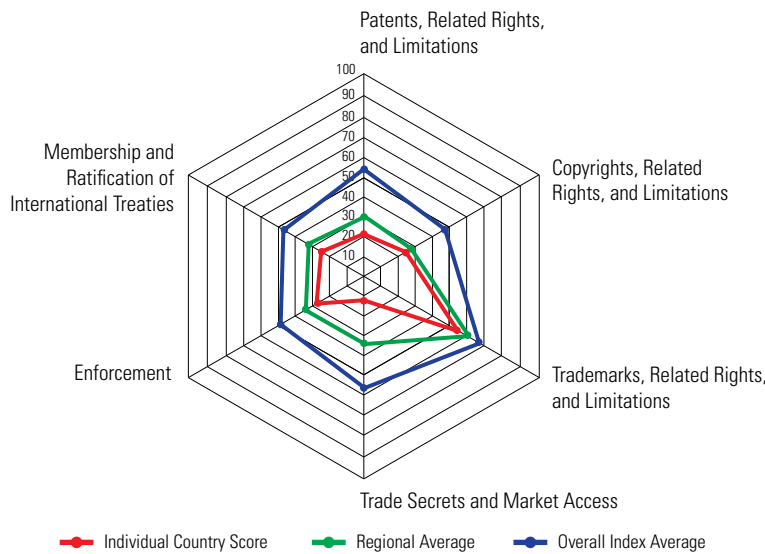 Patents, Related Rights,
and Limitations
100
90
80
70
60
50
40
30
20
10
Membership and
Ratification of
International Treaties
Copyrights, Related
Rights, and Limitations
Enforcement
Trademarks, Related Rights,
and Limitations
Trade Secrets and Market Access
Individual Country Score
Regional Average
Overall Index Average